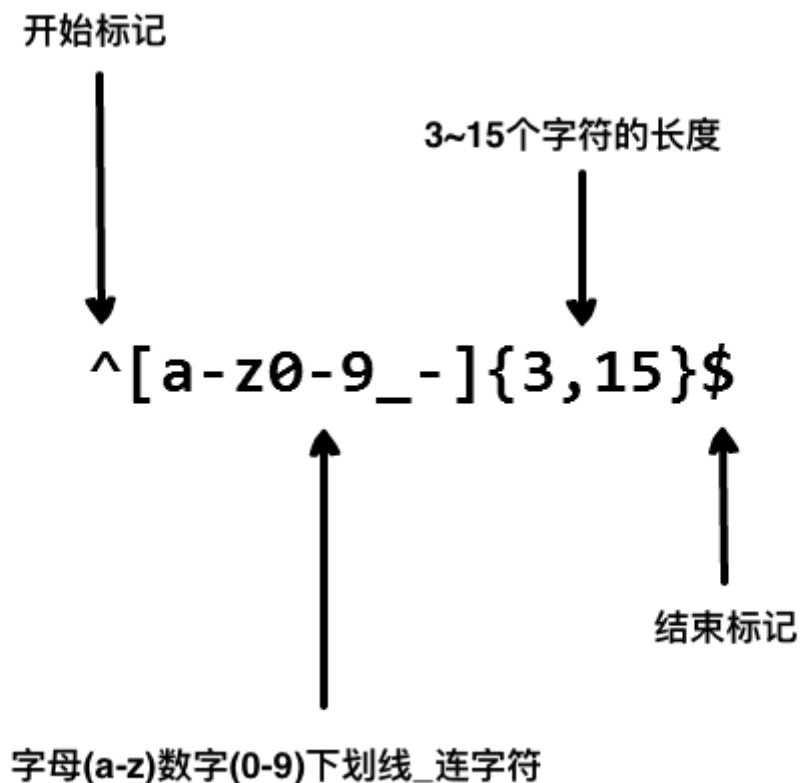 开始标记
3~15个字符的长度
^[a-z0-9_-]{3,15}$
结束标记
字母(a-z)数字(0-9)下划线_连字符